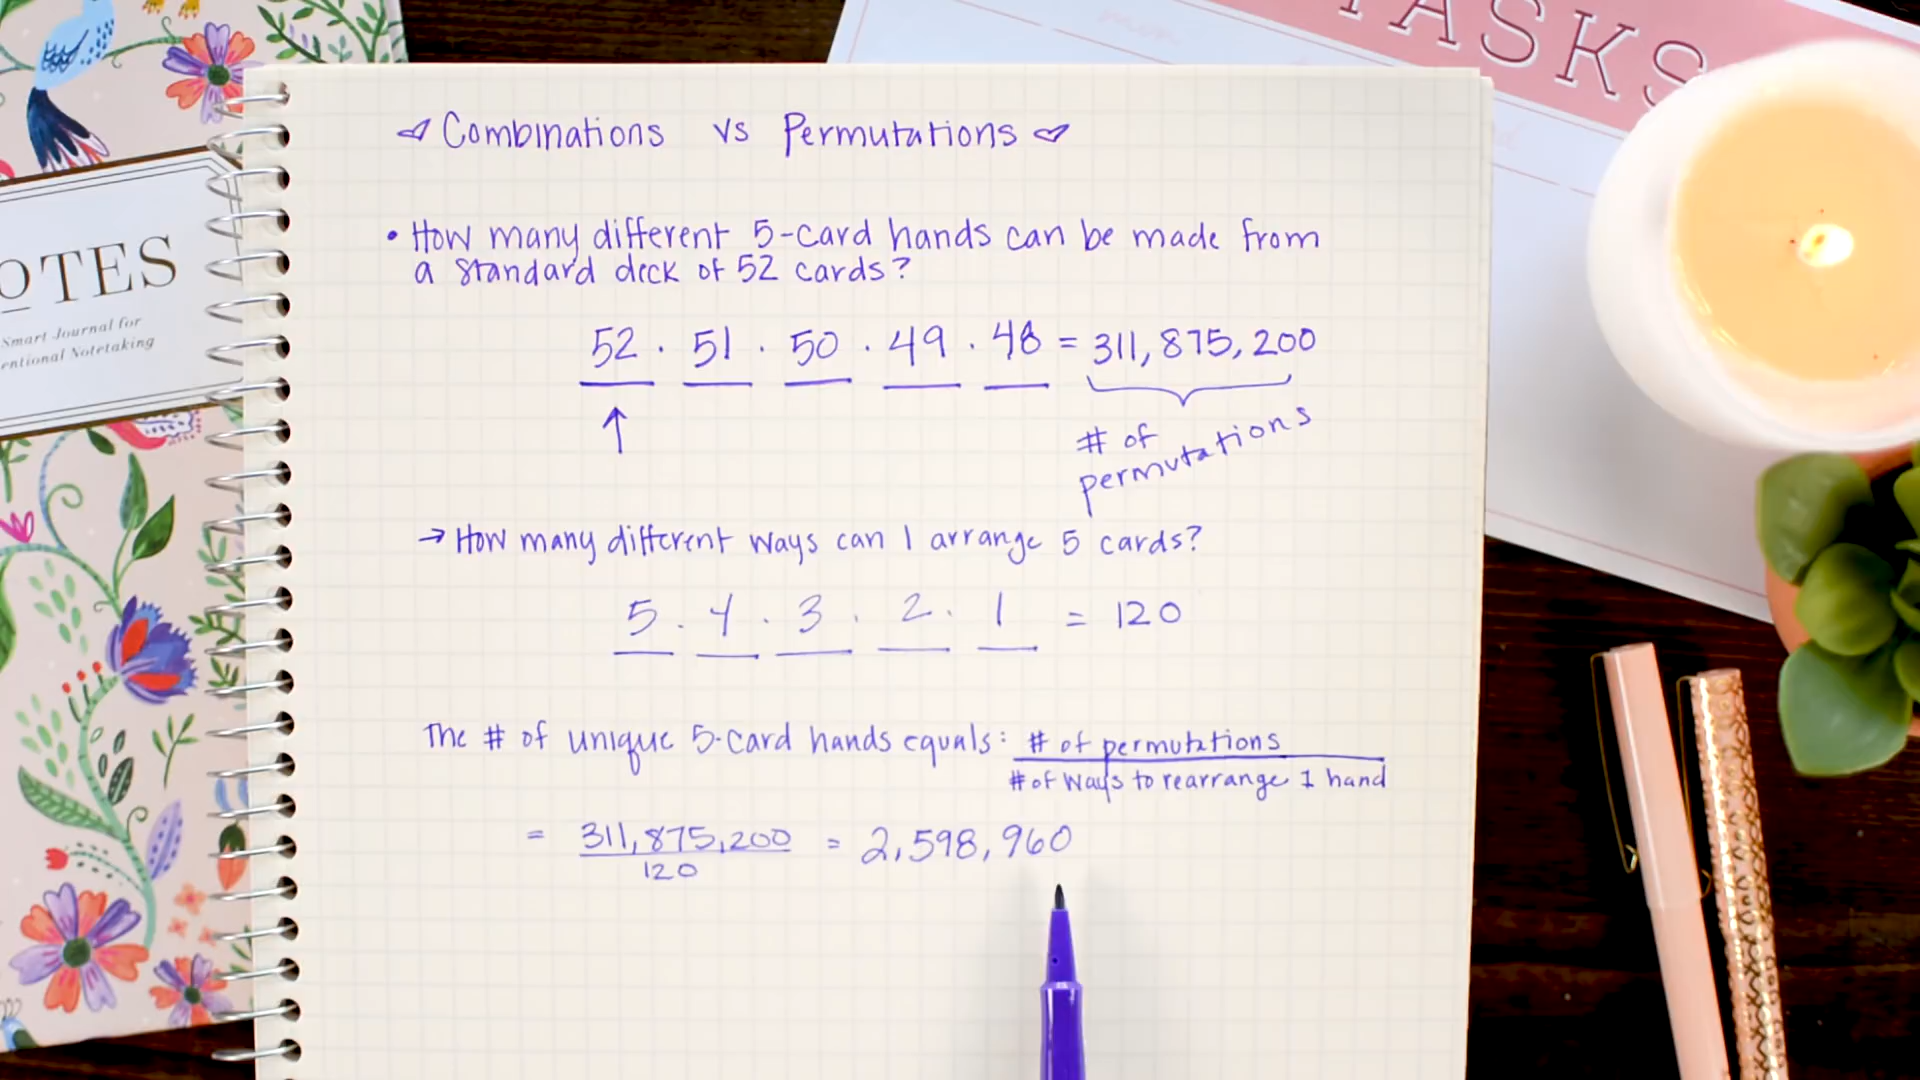 TASKS
OTES
Smart Journal for
entional Notetaking
Combinations vs Permutations
• How many different 5-card hands can be made from
a standard deck of 52 cards?
52 · 51 · 50 · 49 · 48 = 311,875,200
↑
# of
permutations
→ How many different ways can I arrange 5 cards?
5 · 4 · 3 · 2 · 1 = 120
The # of unique 5-card hands equals: # of permutations
# of ways to rearrange 1 hand
= 311,875,200 = 2,598,960
120